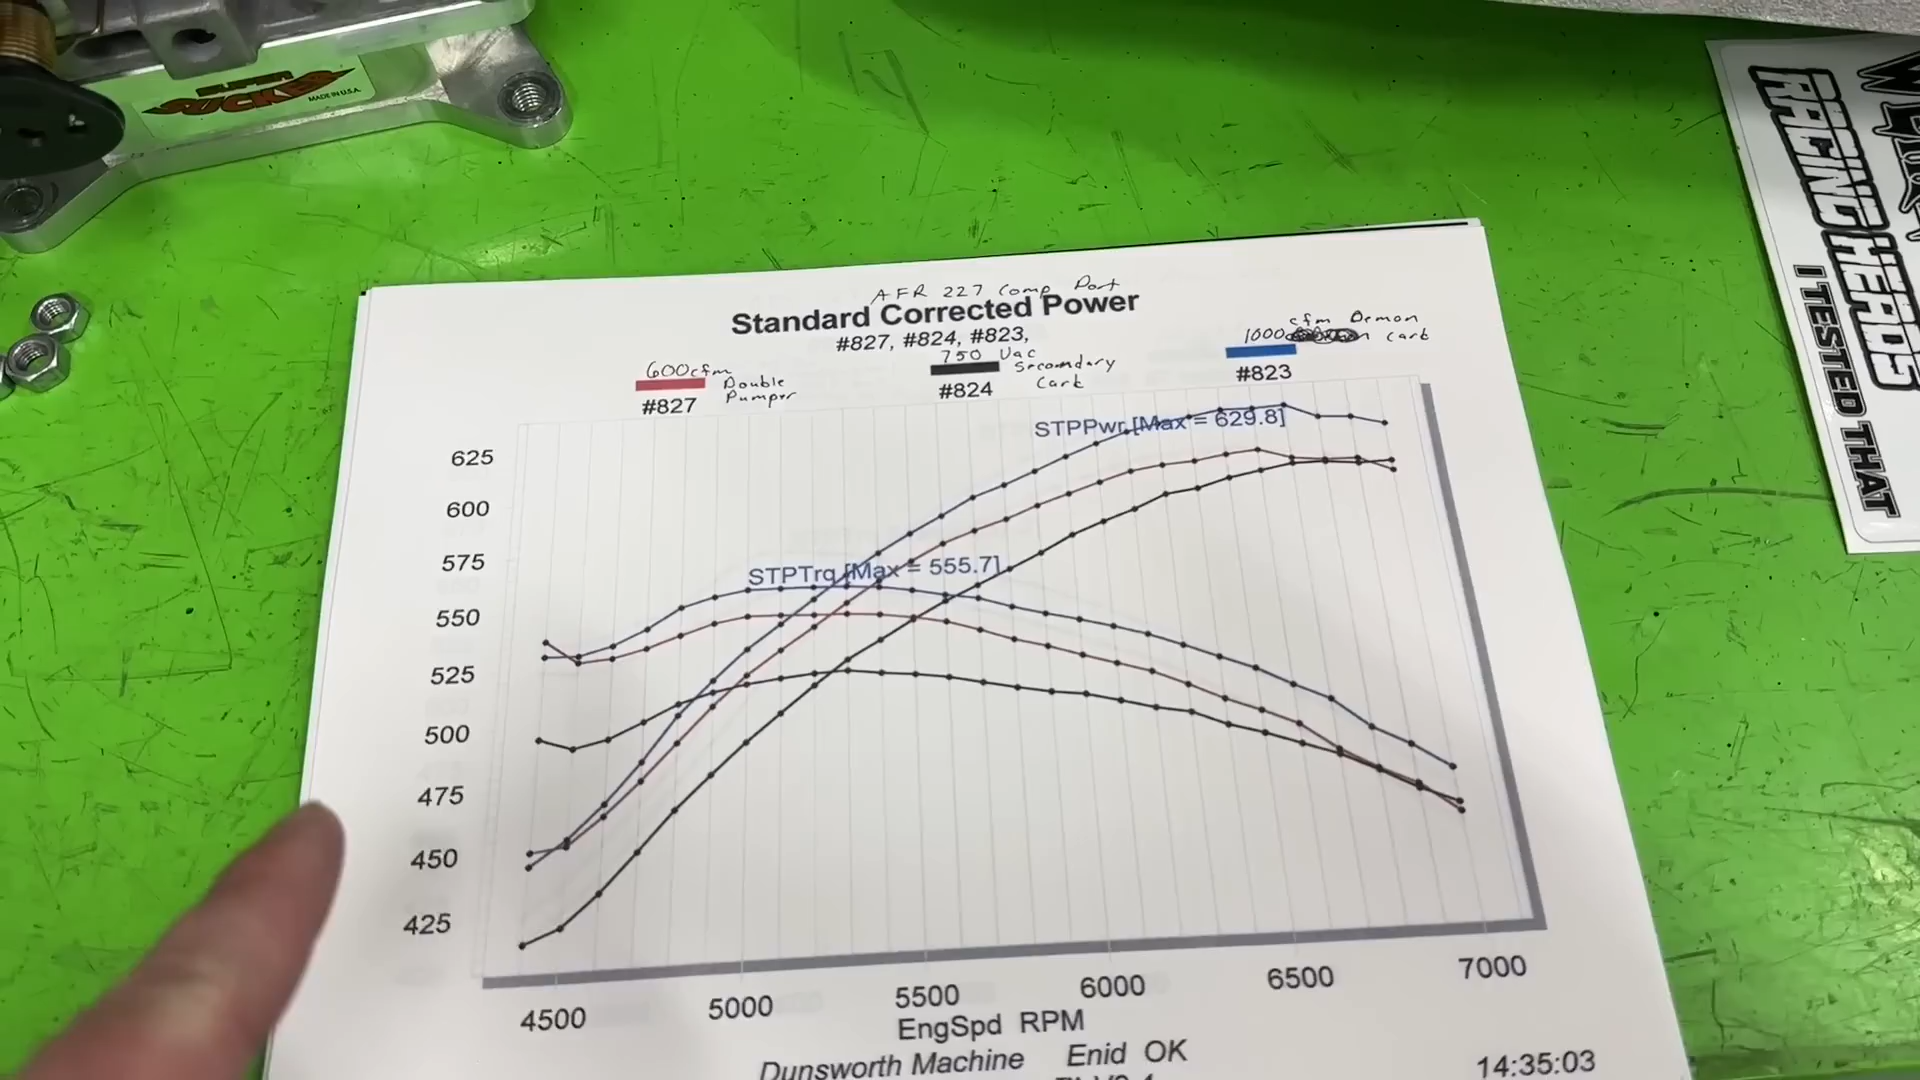 SUPER
SUCKER
MADE IN U.S.A.
RACING HEADS
I TESTED THAT
AFR 227 Comp Port
Standard Corrected Power
#827, #824, #823,
600cfm
Double
Pumper
#827
750 Vac
Secondary
Carb
#824
1000 cfm Demon
Carb
#823
STPPwr [Max = 629.8]
STPTrq [Max = 555.7]
625
600
575
550
525
500
475
450
425
4500 5000 5500 6000 6500 7000
EngSpd RPM
Dunsworth Machine Enid OK
14:35:03